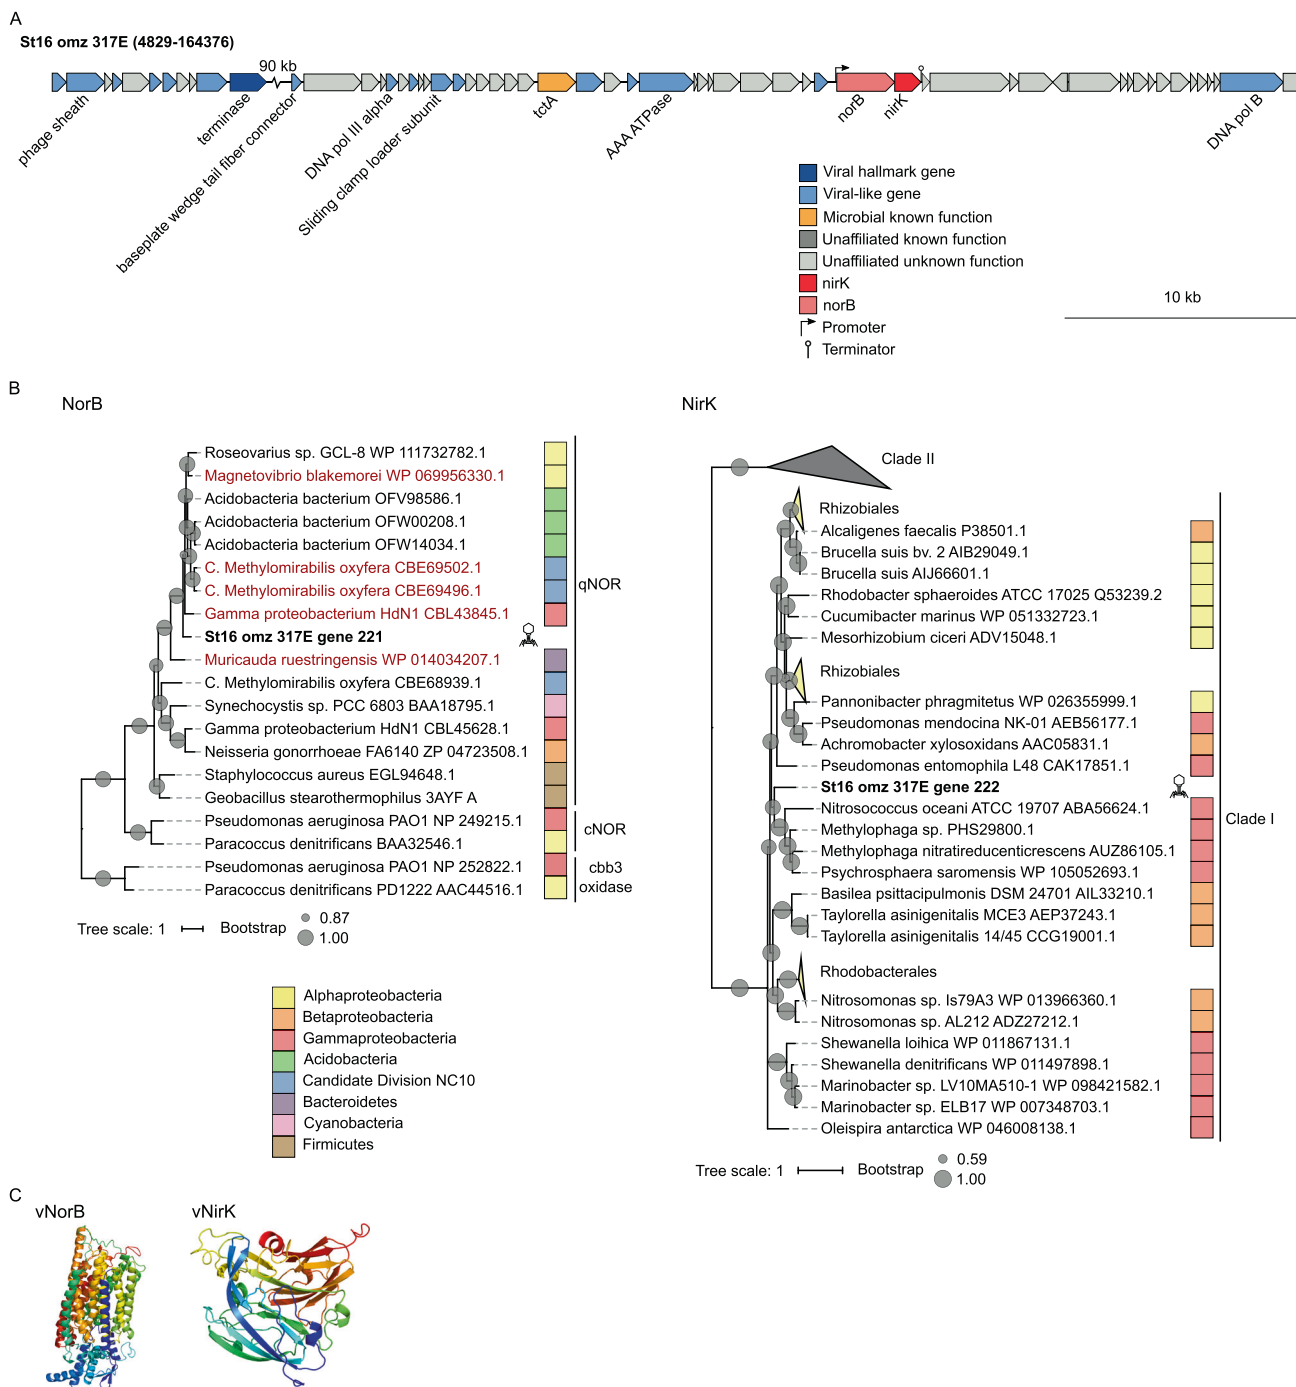 A
St16 omz 317E (4829-164376)
90 kb
phage sheath
terminase
baseplate wedge tail fiber connector
DNA pol III alpha
Sliding clamp loader subunit
tctA
AAA ATPase
norB
nirK
DNA pol B
Viral hallmark gene
Viral-like gene
Microbial known function
Unaffiliated known function
Unaffiliated unknown function
nirK
norB
Promoter
Terminator
10 kb
B
NorB
Roseovarius sp. GCL-8 WP 111732782.1
Magnetovibrio blakemorei WP 069956330.1
Acidobacteria bacterium OFV98586.1
Acidobacteria bacterium OFW00208.1
Acidobacteria bacterium OFW14034.1
C. Methylomirabilis oxyfera CBE69502.1
C. Methylomirabilis oxyfera CBE69496.1
Gamma proteobacterium HdN1 CBL43845.1
St16 omz 317E gene 221
Muricauda ruestringensis WP 014034207.1
C. Methylomirabilis oxyfera CBE68939.1
Synechocystis sp. PCC 6803 BAA18795.1
Gamma proteobacterium HdN1 CBL45628.1
Neisseria gonorrhoeae FA6140 ZP 04723508.1
Staphylococcus aureus EGL94648.1
Geobacillus stearothermophilus 3AYF A
Pseudomonas aeruginosa PAO1 NP 249215.1
Paracoccus denitrificans BAA32546.1
Pseudomonas aeruginosa PAO1 NP 252822.1
Paracoccus denitrificans PD1222 AAC44516.1
qNOR
cNOR
cbb3
oxidase
Tree scale: 1
Bootstrap
0.87
1.00
Alphaproteobacteria
Betaproteobacteria
Gammaproteobacteria
Acidobacteria
Candidate Division NC10
Bacteroidetes
Cyanobacteria
Firmicutes
NirK
Clade II
Rhizobiales
Alcaligenes faecalis P38501.1
Brucella suis bv. 2 AIB29049.1
Brucella suis AIJ66601.1
Rhodobacter sphaeroides ATCC 17025 Q53239.2
Cucumibacter marinus WP 051332723.1
Mesorhizobium ciceri ADV15048.1
Rhizobiales
Pannonibacter phragmitetus WP 026355999.1
Pseudomonas mendocina NK-01 AEB56177.1
Achromobacter xylosoxidans AAC05831.1
Pseudomonas entomophila L48 CAK17851.1
St16 omz 317E gene 222
Nitrosococcus oceani ATCC 19707 ABA56624.1
Methylophaga sp. PHS29800.1
Methylophaga nitratireducenticrescens AUZ86105.1
Psychrosphaera saromensis WP 105052693.1
Basilea psittacipulmonis DSM 24701 AIL33210.1
Taylorella asinigenitalis MCE3 AEP37243.1
Taylorella asinigenitalis 14/45 CCG19001.1
Rhodobacterales
Nitrosomonas sp. Is79A3 WP 013966360.1
Nitrosomonas sp. AL212 ADZ27212.1
Shewanella loihica WP 011867131.1
Shewanella denitrificans WP 011497898.1
Marinobacter sp. LV10MA510-1 WP 098421582.1
Marinobacter sp. ELB17 WP 007348703.1
Oleispira antarctica WP 046008138.1
Clade I
Tree scale: 1
Bootstrap
0.59
1.00
C
vNorB
vNirK